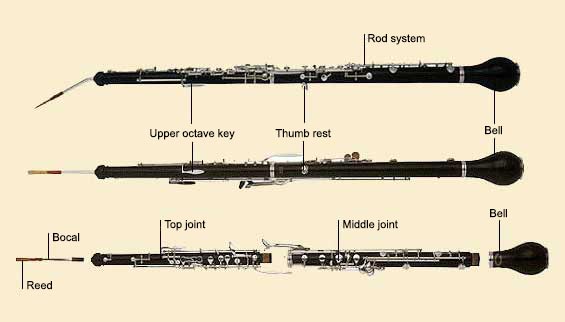 Rod system
Upper octave key
Thumb rest
Bell
Bell
Top joint
Middle joint
Bocal
Reed